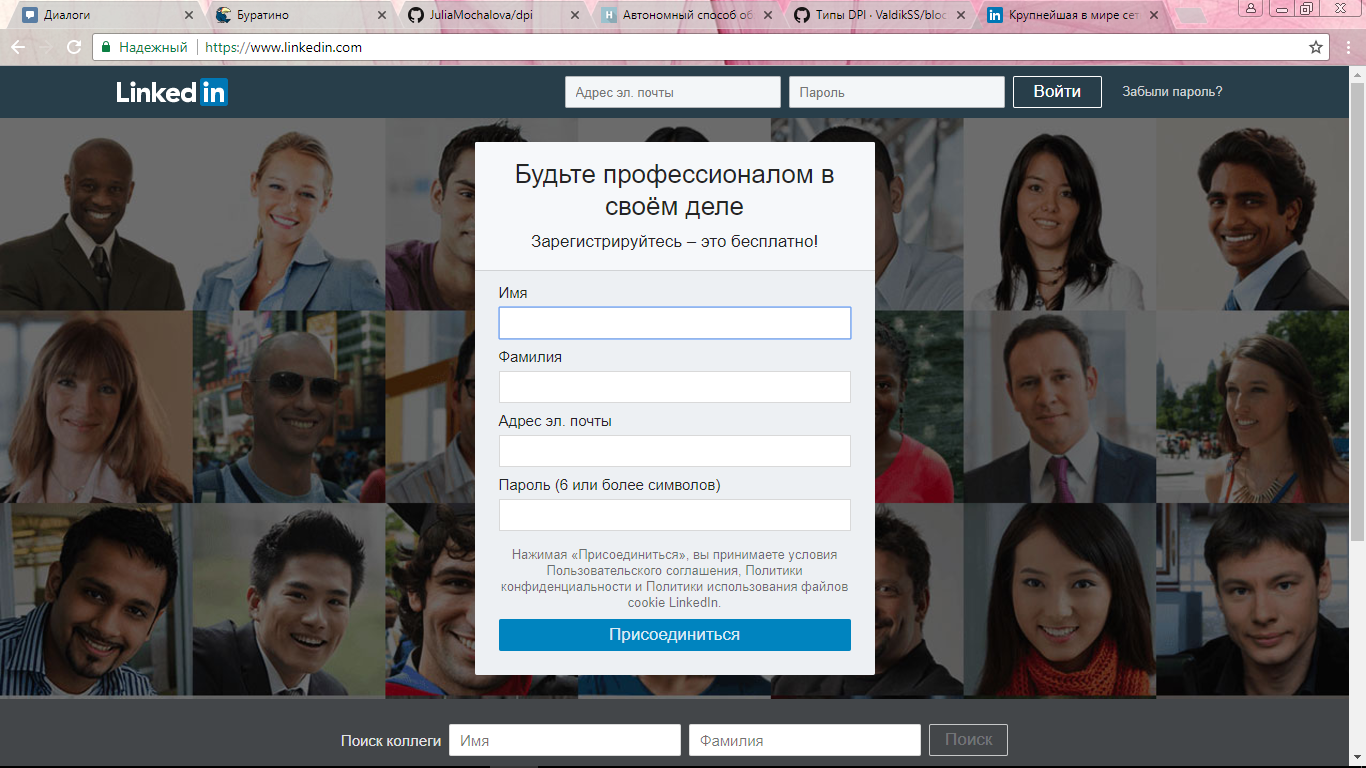 Диалоги
Буратино
JuliaMochalova/dpi
Автономный способ об
Типы DPI · ValdikSS/bloc
Крупнейшая в мире сет
Надежный https://www.linkedin.com
Linked in
Адрес эл. почты
Пароль
Войти
Забыли пароль?
Будьте профессионалом в
своём деле
Зарегистрируйтесь – это бесплатно!
Имя
Фамилия
Адрес эл. почты
Пароль (6 или более символов)
Нажимая «Присоединиться», вы принимаете условия
Пользовательского соглашения, Политики
конфиденциальности и Политики использования файлов
cookie LinkedIn.
Присоединиться
Поиск коллеги
Имя
Фамилия
Поиск